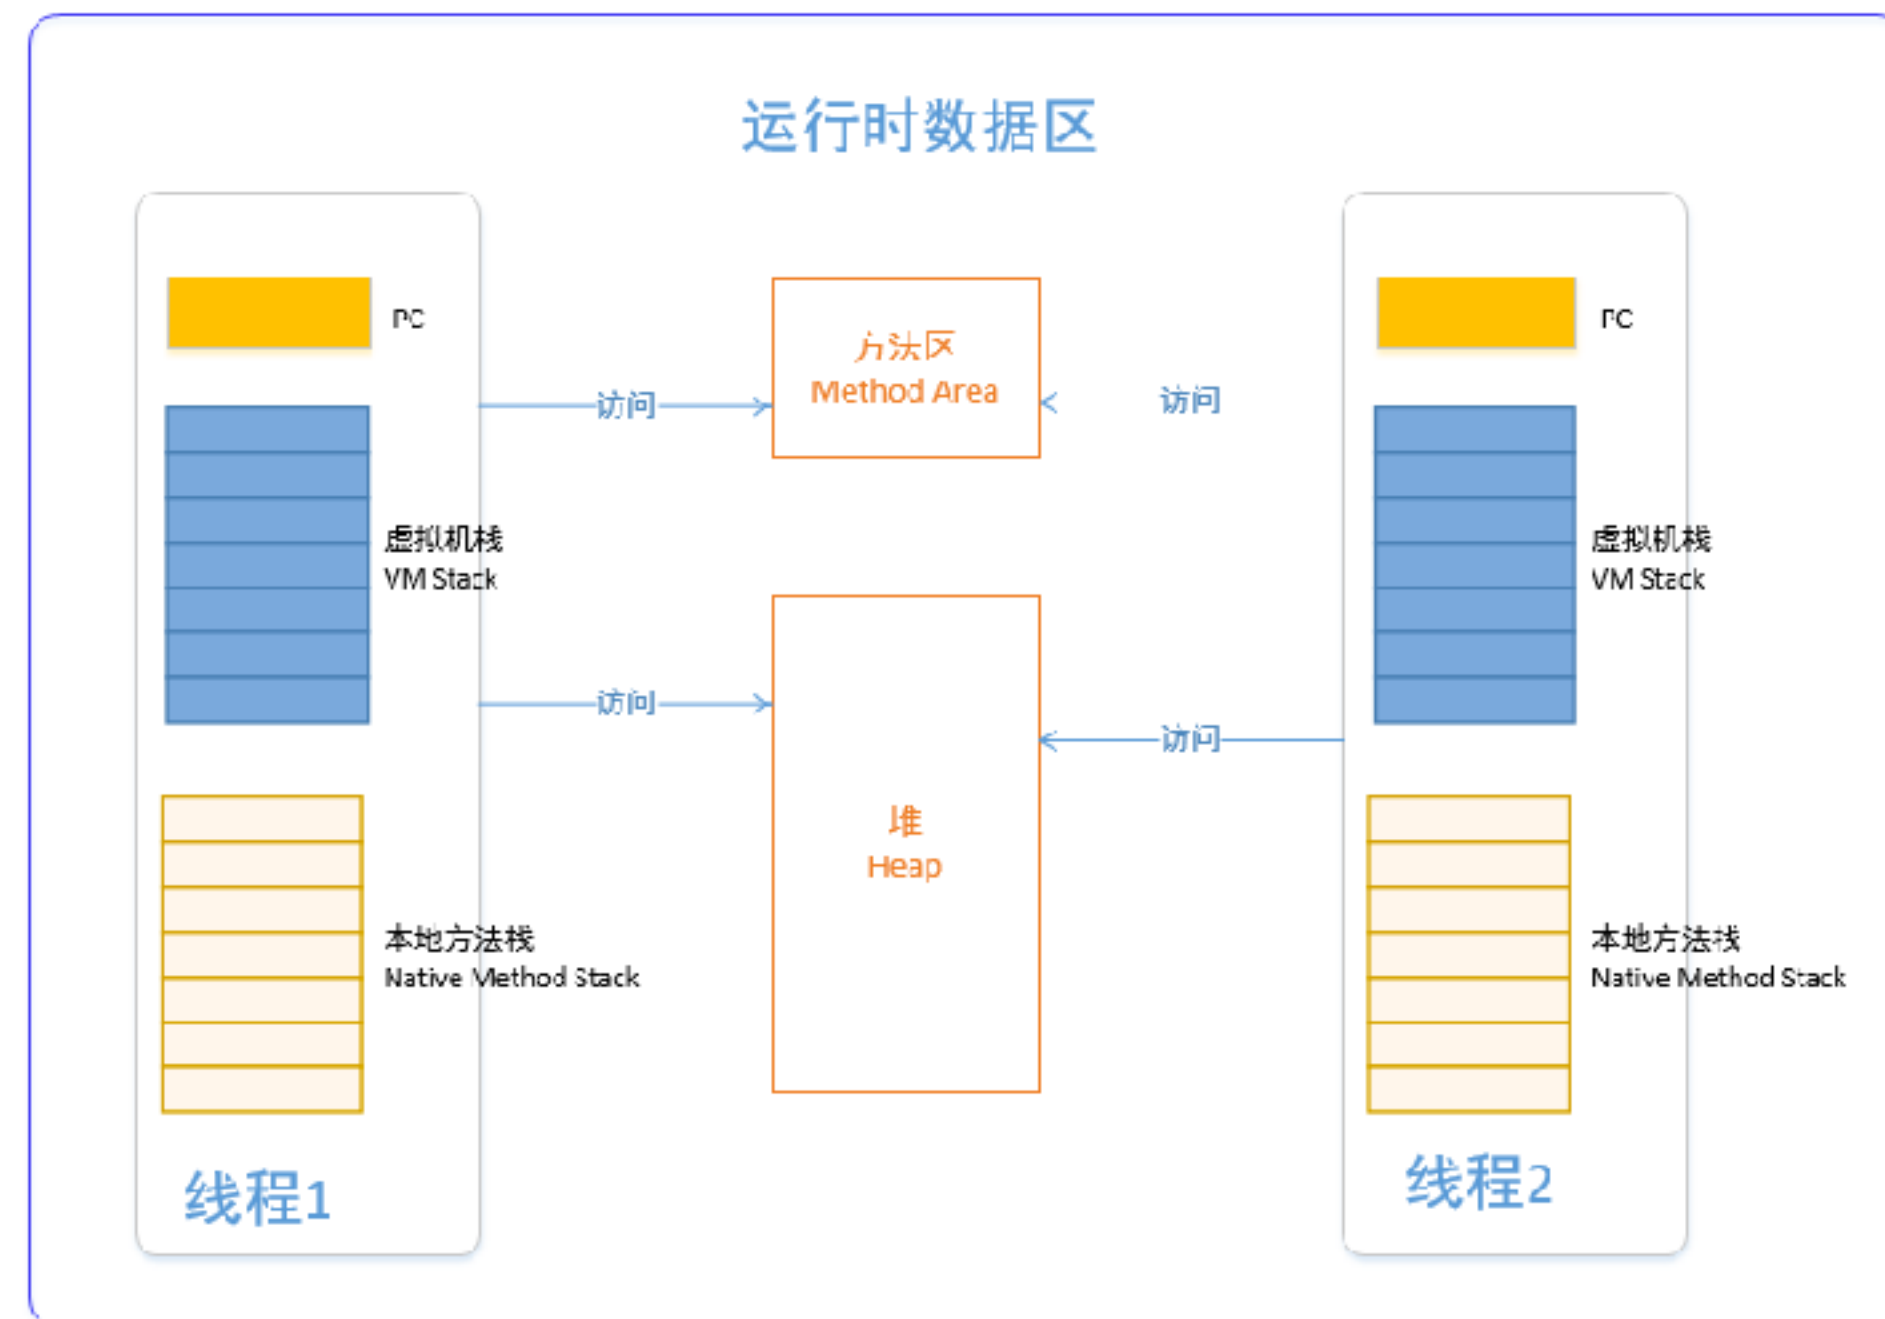 运行时数据区
PC
虚拟机栈
VM Stack
本地方法栈
Native Method Stack
线程1
访问
访问
方法区
Method Area
堆
Heap
访问
访问
PC
虚拟机栈
VM Stack
本地方法栈
Native Method Stack
线程2